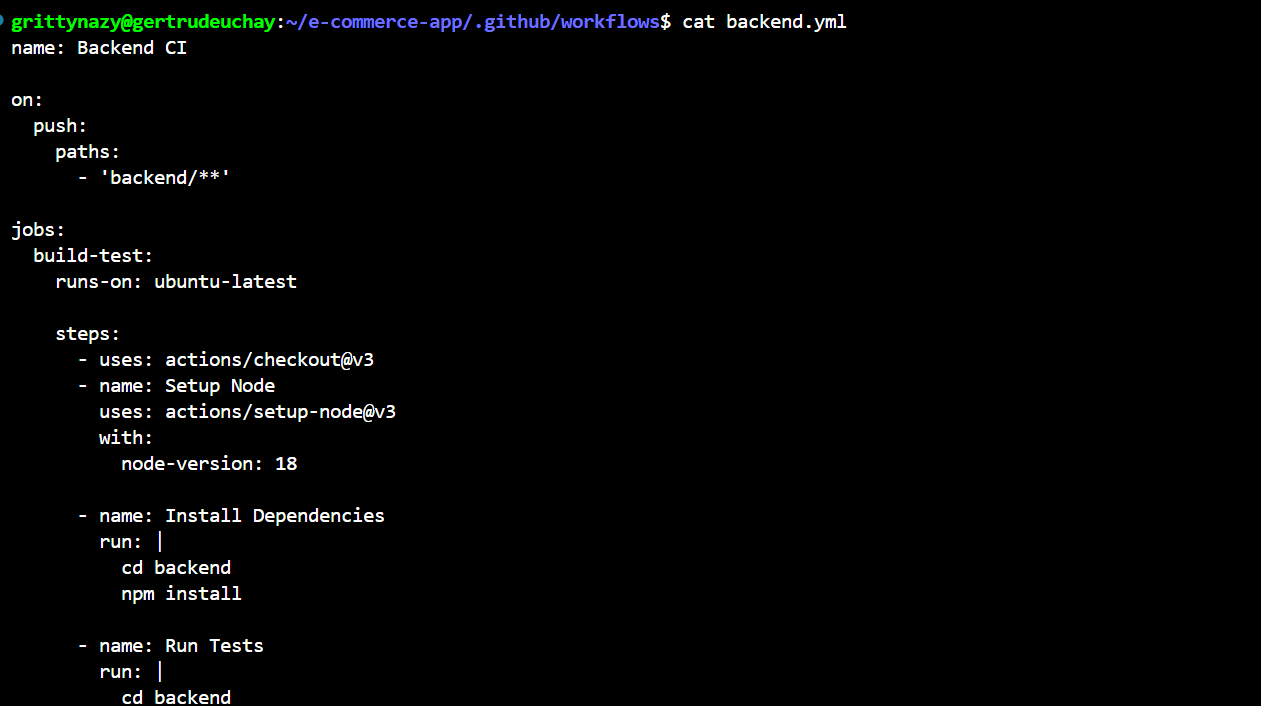 grittynazy@gertrudeuchay:~/e-commerce-app/.github/workflows$ cat backend.yml
name: Backend CI

on:
  push:
    paths:
      - 'backend/**'

jobs:
  build-test:
    runs-on: ubuntu-latest

    steps:
      - uses: actions/checkout@v3
      - name: Setup Node
        uses: actions/setup-node@v3
        with:
          node-version: 18

      - name: Install Dependencies
        run: |
          cd backend
          npm install

      - name: Run Tests
        run: |
          cd backend